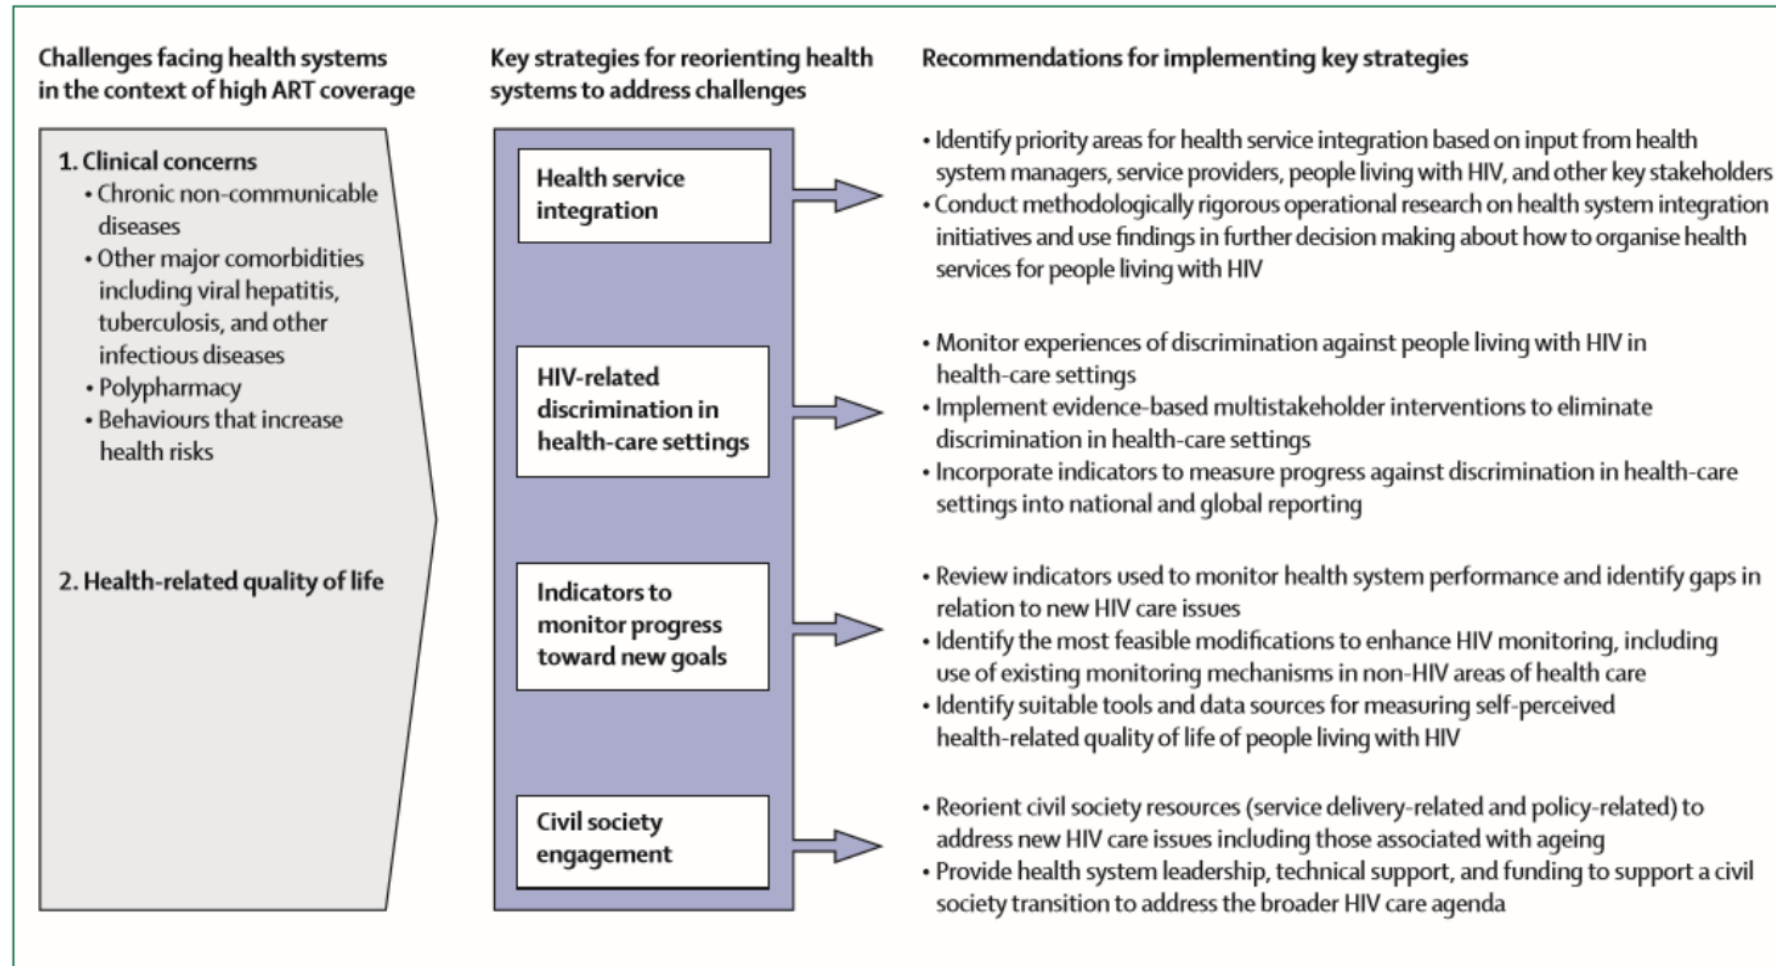 Challenges facing health systems
in the context of high ART coverage
1. Clinical concerns
• Chronic non-communicable
diseases
• Other major comorbidities
including viral hepatitis,
tuberculosis, and other
infectious diseases
• Polypharmacy
• Behaviours that increase
health risks
2. Health-related quality of life
Key strategies for reorienting health
systems to address challenges
Health service
integration
HIV-related
discrimination in
health-care settings
Indicators to
monitor progress
toward new goals
Civil society
engagement
Recommendations for implementing key strategies
• Identify priority areas for health service integration based on input from health
system managers, service providers, people living with HIV, and other key stakeholders
• Conduct methodologically rigorous operational research on health system integration
initiatives and use findings in further decision making about how to organise health
services for people living with HIV
• Monitor experiences of discrimination against people living with HIV in
health-care settings
• Implement evidence-based multistakeholder interventions to eliminate
discrimination in health-care settings
• Incorporate indicators to measure progress against discrimination in health-care
settings into national and global reporting
• Review indicators used to monitor health system performance and identify gaps in
relation to new HIV care issues
• Identify the most feasible modifications to enhance HIV monitoring, including
use of existing monitoring mechanisms in non-HIV areas of health care
• Identify suitable tools and data sources for measuring self-perceived
health-related quality of life of people living with HIV
• Reorient civil society resources (service delivery-related and policy-related) to
address new HIV care issues including those associated with ageing
• Provide health system leadership, technical support, and funding to support a civil
society transition to address the broader HIV care agenda